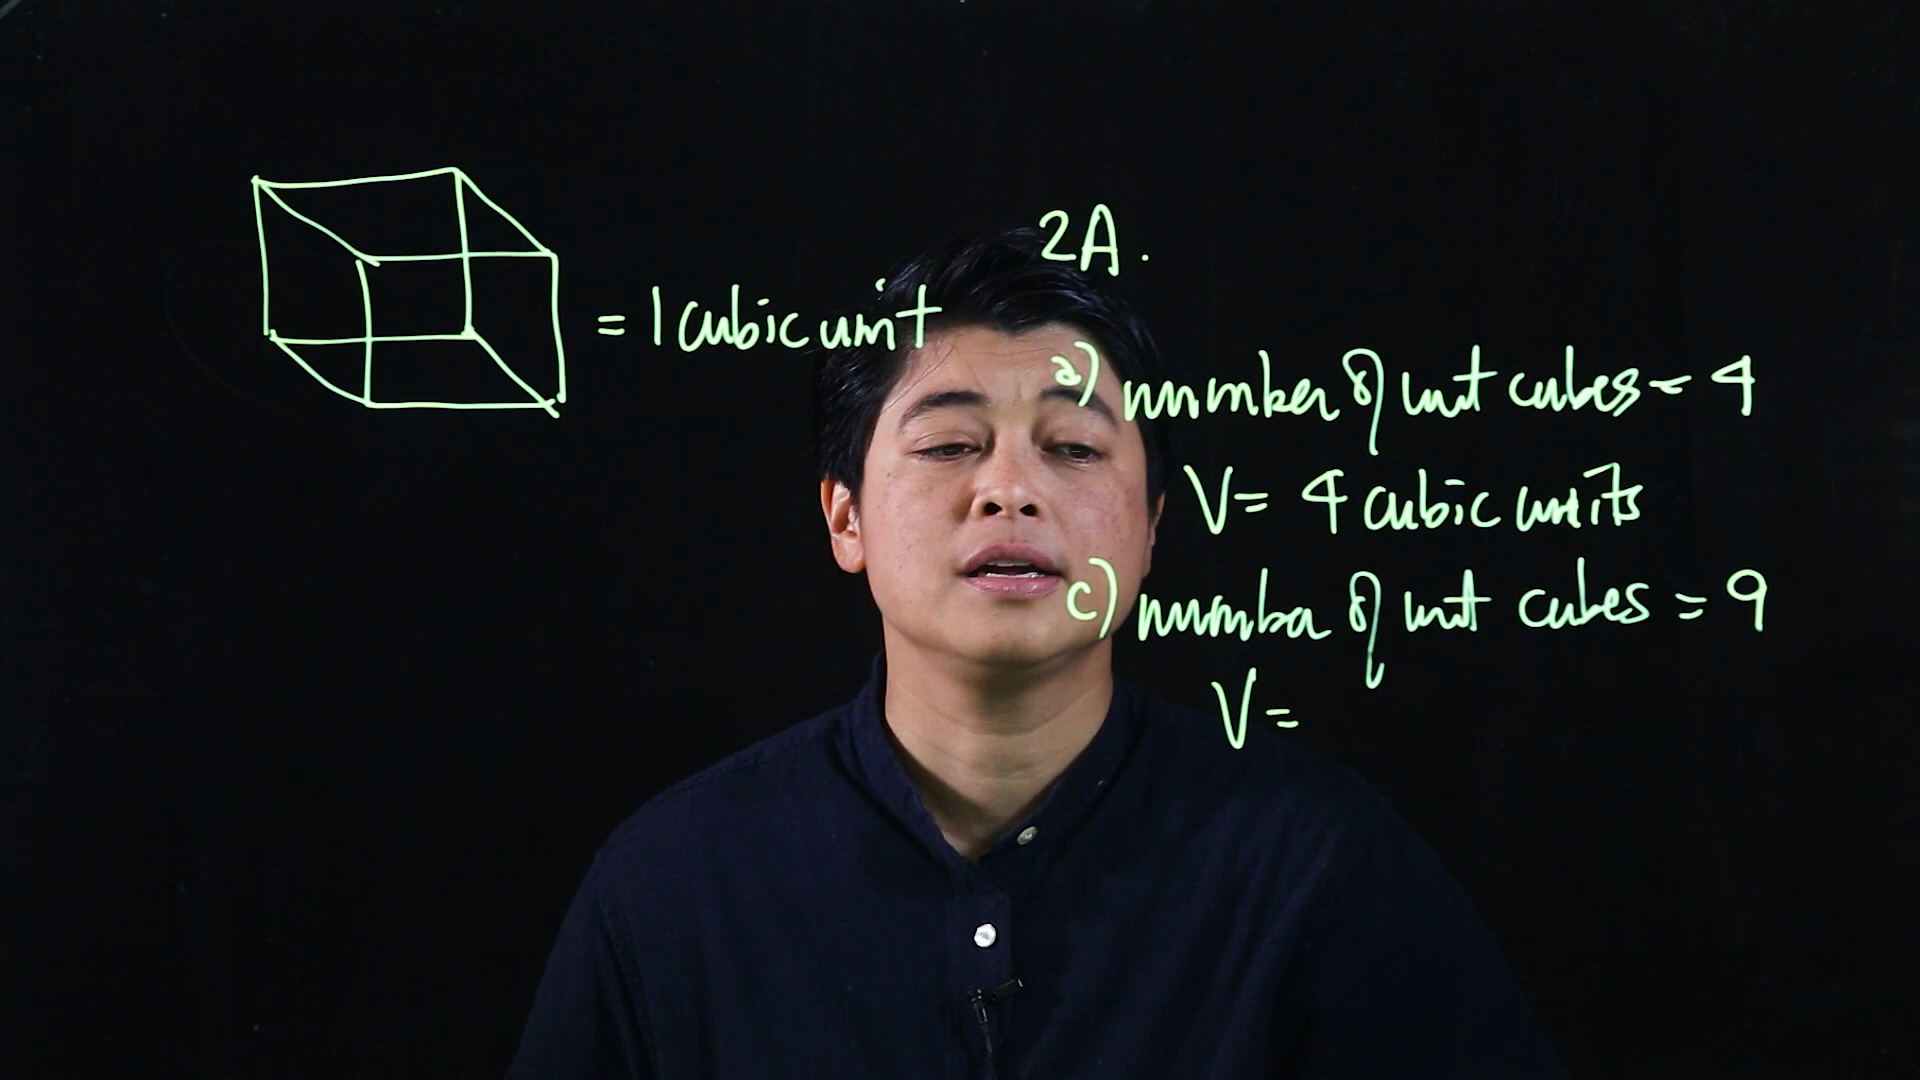 = 1 cubic unit
2A.
a) number of unit cubes = 4
V = 4 cubic units
c) number of unit cubes = 9
V =